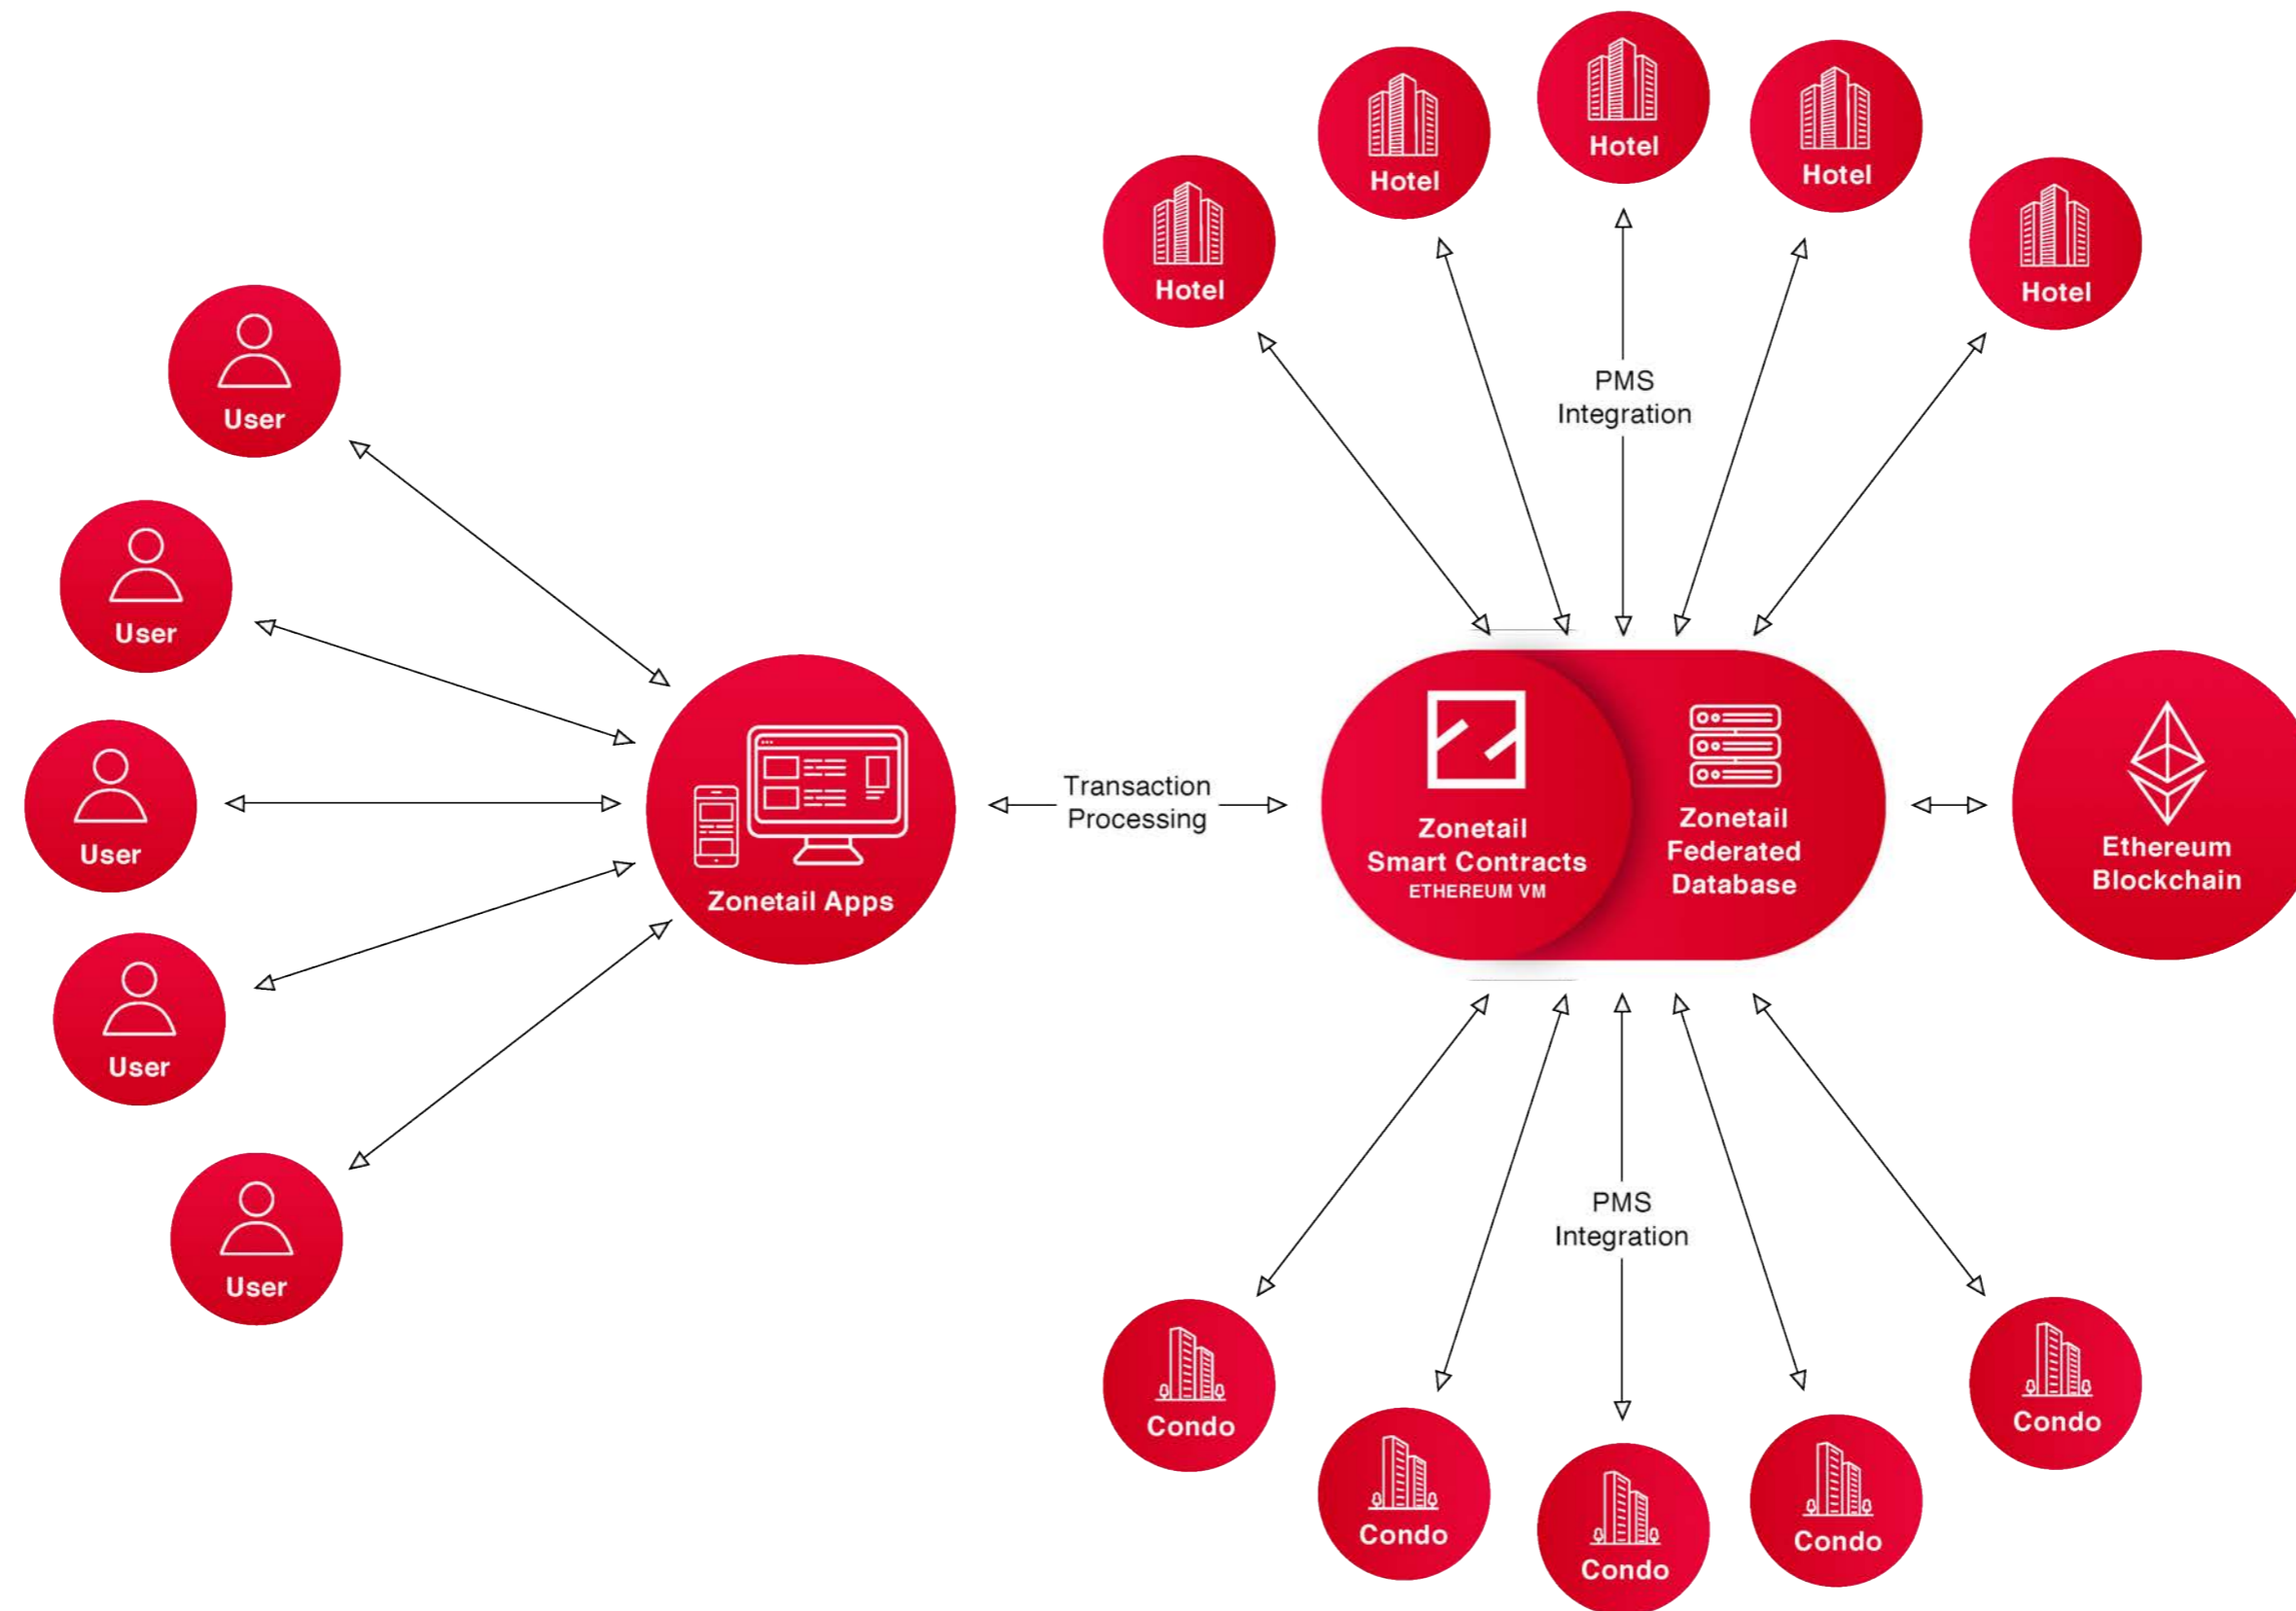 Hotel
Hotel
Hotel
Hotel
Hotel
PMS
Integration
User
User
User
User
User
Zonetail Apps
Transaction
Processing
Zonetail
Smart Contracts
ETHEREUM VM
Zonetail
Federated
Database
Ethereum
Blockchain
PMS
Integration
Condo
Condo
Condo
Condo
Condo